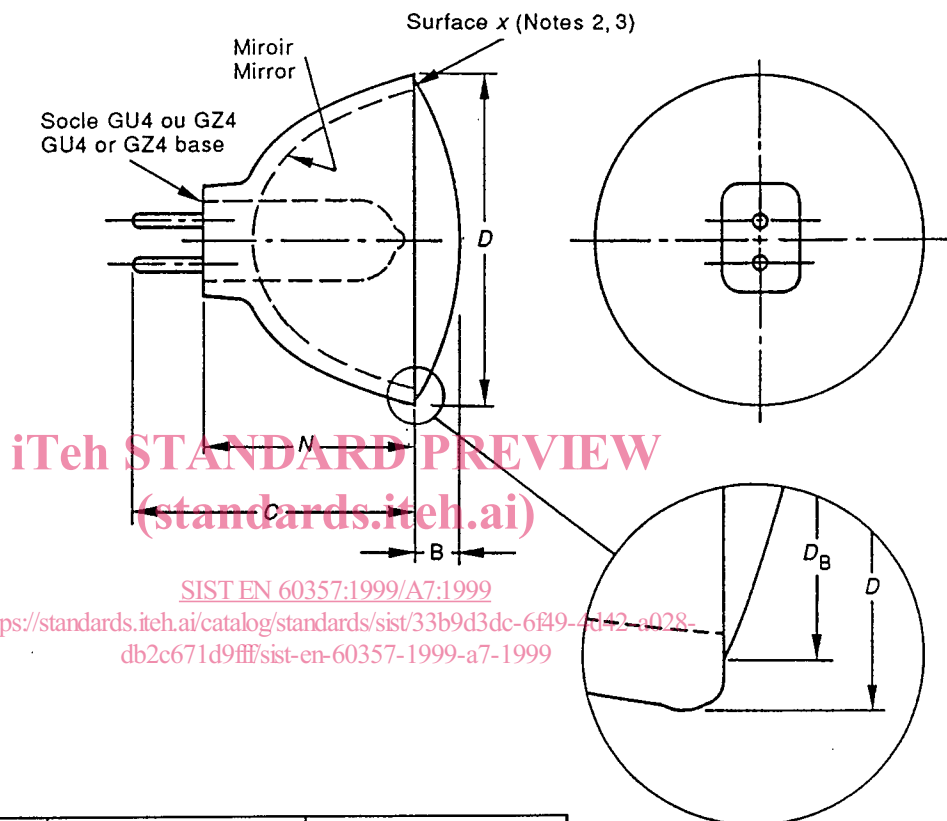 Surface x (Notes 2, 3)
Miroir
Mirror
Socle GU4 ou GZ4
GU4 or GZ4 base
D
N
C
B
D_B
D
iTeh STANDARD PREVIEW
(standards.iteh.ai)
SIST EN 60357:1999/A7:1999
ps://standards.iteh.ai/catalog/standards/sist/33b9d3dc-6f49-4d42-a028-
db2c671d9fff/sist-en-60357-1999-a7-1999